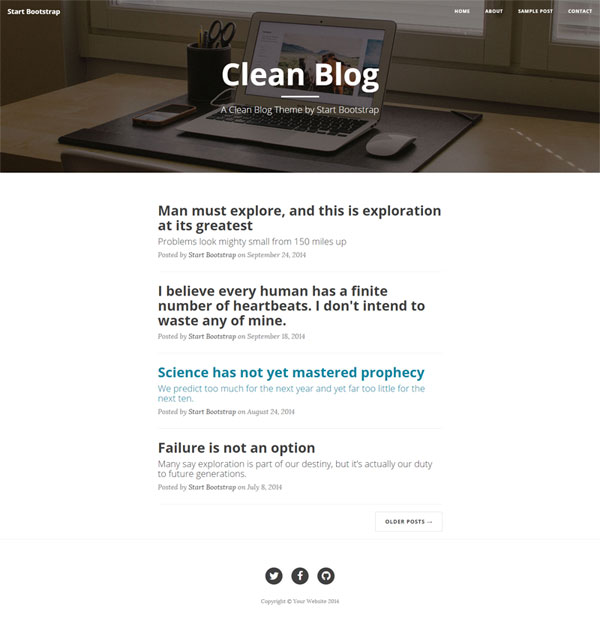 Start Bootstrap
HOME ABOUT SAMPLE POST CONTACT
Clean Blog
A Clean Blog Theme by Start Bootstrap
Man must explore, and this is exploration
at its greatest
Problems look mighty small from 150 miles up
Posted by Start Bootstrap on September 24, 2014
I believe every human has a finite
number of heartbeats. I don't intend to
waste any of mine.
Posted by Start Bootstrap on September 18, 2014
Science has not yet mastered prophecy
We predict too much for the next year and yet far too little for the
next ten.
Posted by Start Bootstrap on August 24, 2014
Failure is not an option
Many say exploration is part of our destiny, but it's actually our duty
to future generations.
Posted by Start Bootstrap on July 8, 2014
OLDER POSTS →
Copyright © Your Website 2014